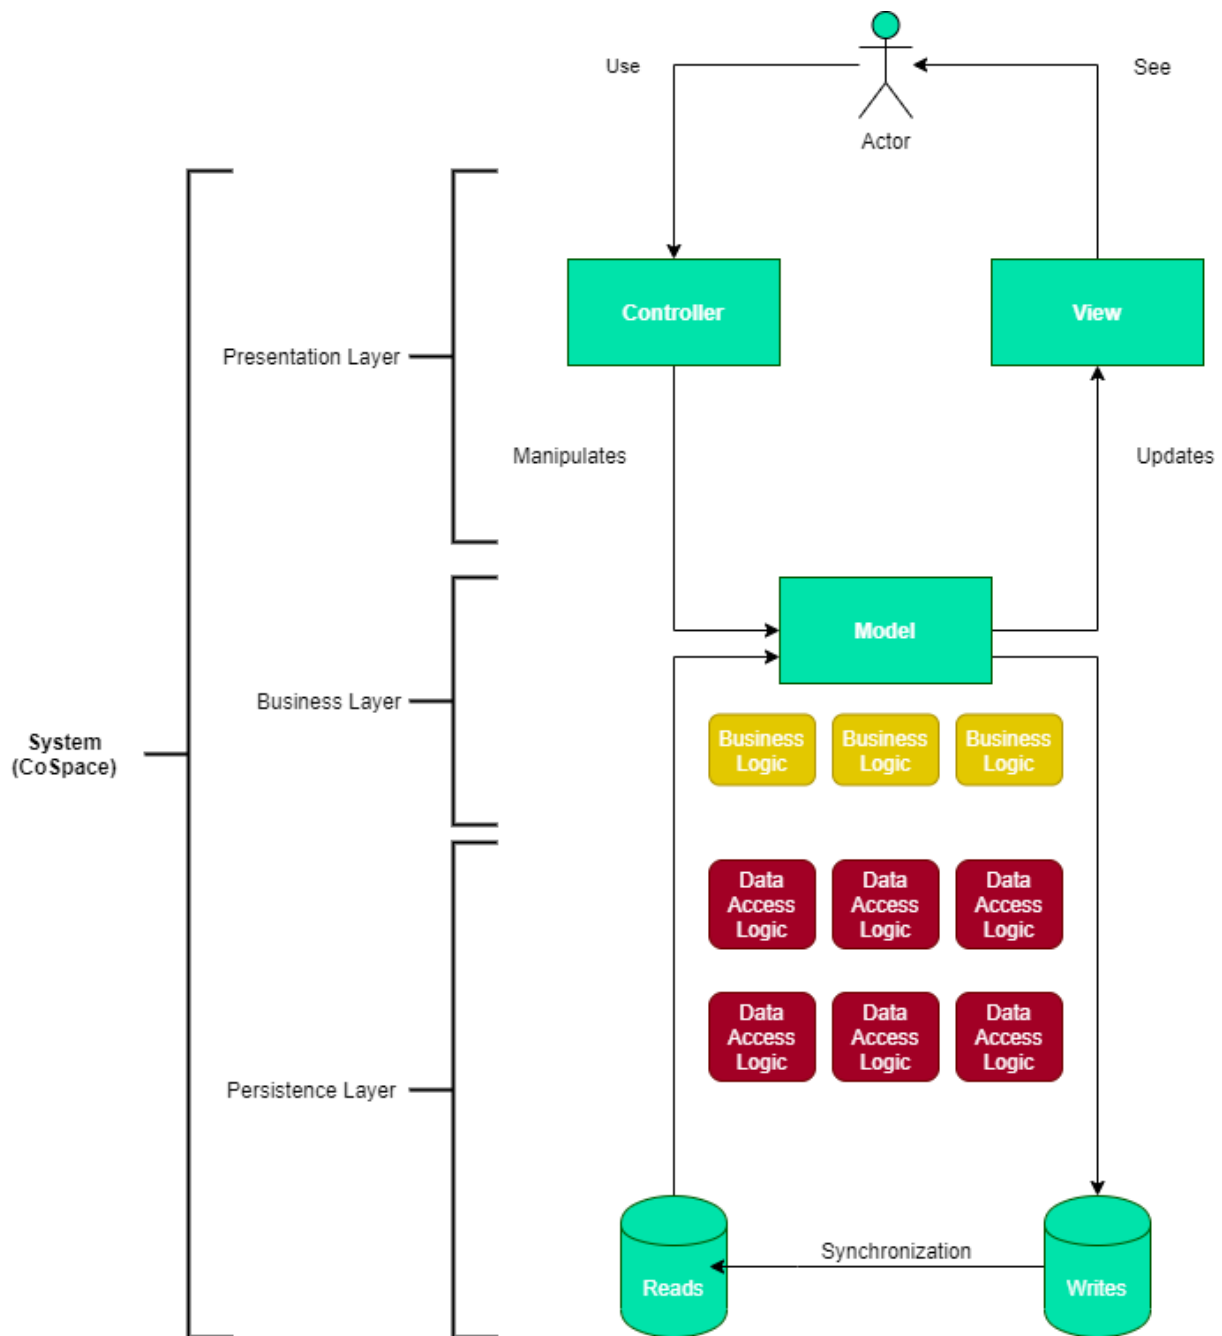 Use
See
Actor
Controller
View
Presentation Layer
Manipulates
Updates
Model
Business Layer
Business
Logic
Business
Logic
Business
Logic
System
(CoSpace)
Data
Access
Logic
Data
Access
Logic
Data
Access
Logic
Data
Access
Logic
Data
Access
Logic
Data
Access
Logic
Persistence Layer
Synchronization
Reads
Writes